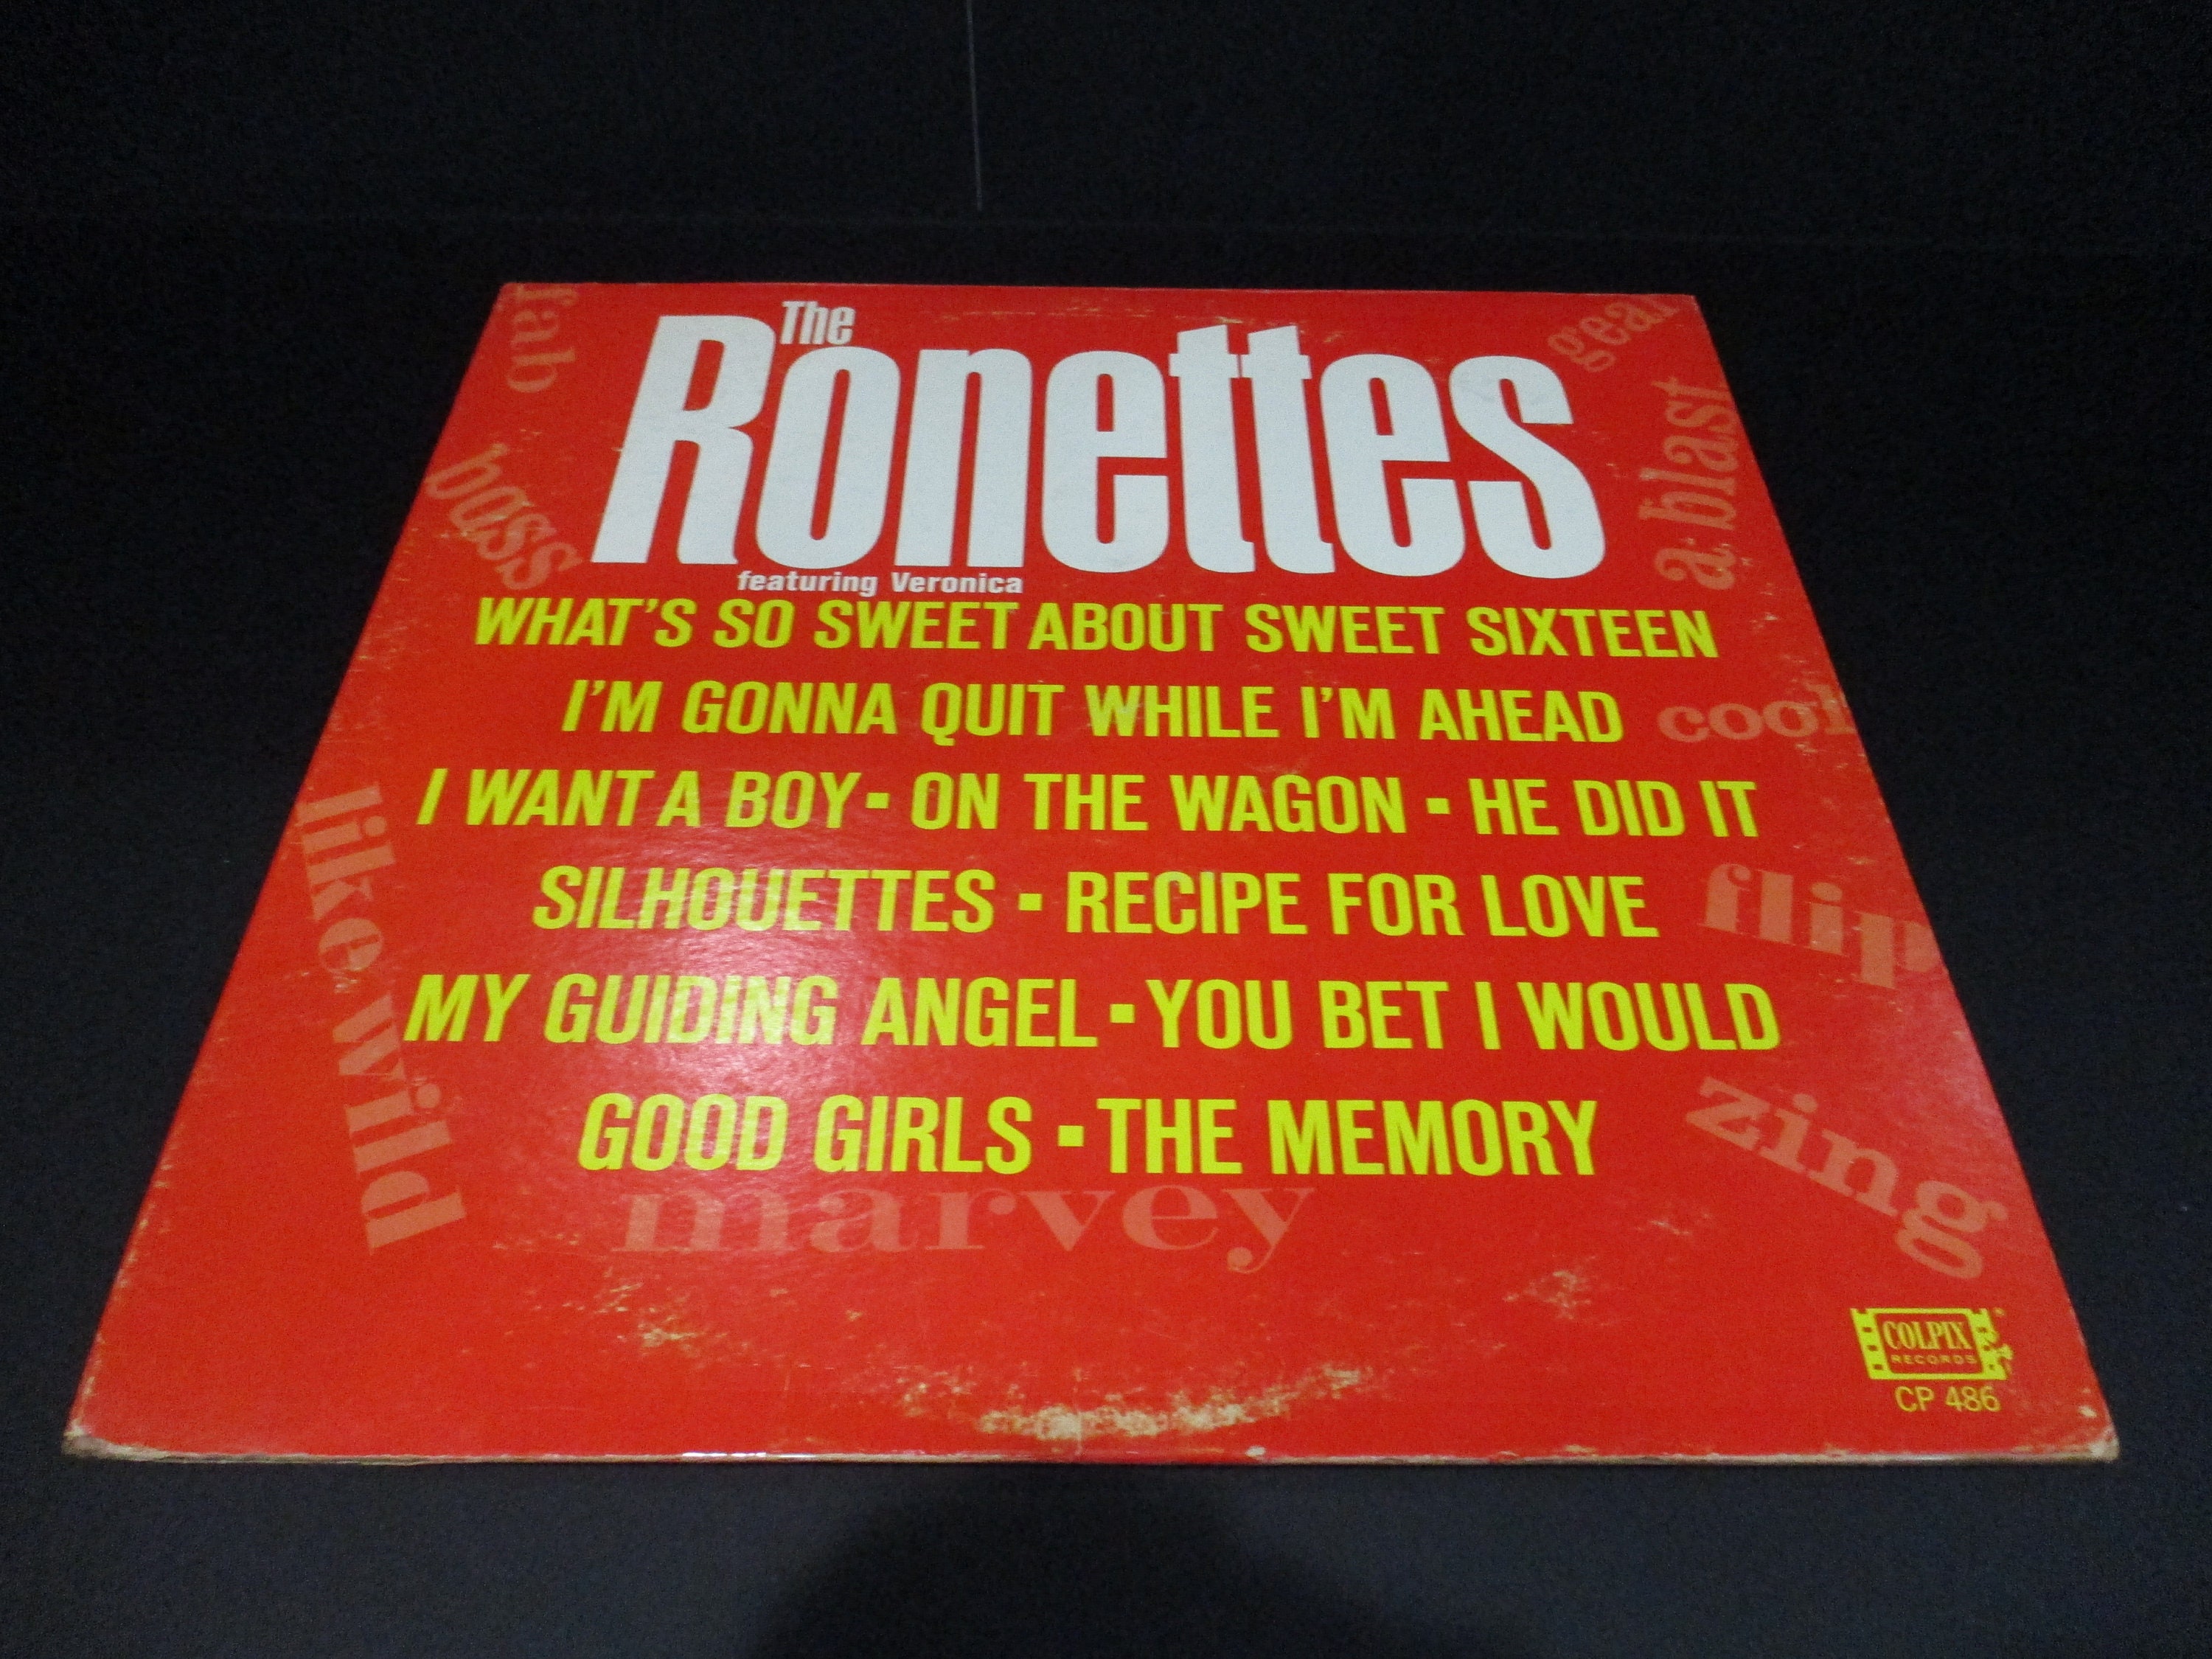 The
Ronettes
featuring Veronica
WHAT'S SO SWEET ABOUT SWEET SIXTEEN
I'M GONNA QUIT WHILE I'M AHEAD
I WANT A BOY ▪ ON THE WAGON ▪ HE DID IT
SILHOUETTES ▪ RECIPE FOR LOVE
MY GUIDING ANGEL ▪ YOU BET I WOULD
GOOD GIRLS ▪ THE MEMORY
fab
boss
like wild
marvey
gear
a blast
cool
flip
zing
COLPIX
RECORDS
CP 486